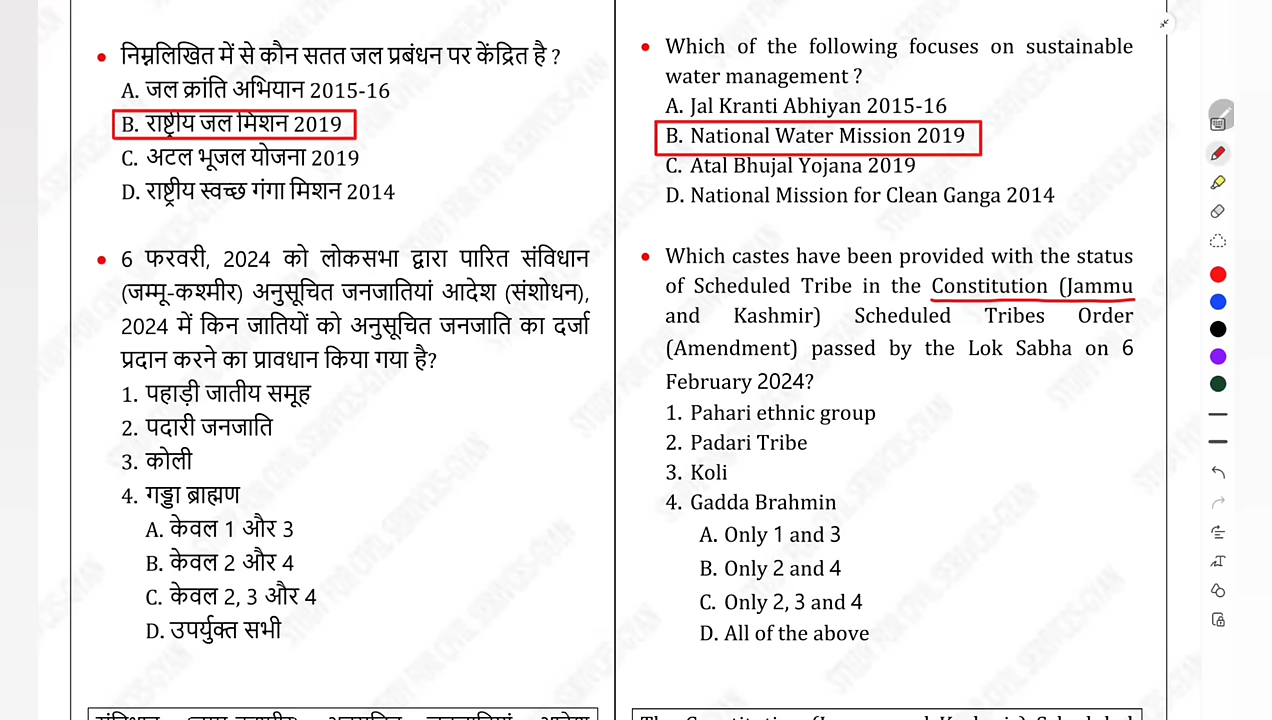 निम्नलिखित में से कौन सतत जल प्रबंधन पर केंद्रित है ?
A. जल क्रांति अभियान 2015-16
B. राष्ट्रीय जल मिशन 2019
C. अटल भूजल योजना 2019
D. राष्ट्रीय स्वच्छ गंगा मिशन 2014
6 फरवरी, 2024 को लोकसभा द्वारा पारित संविधान
(जम्मू-कश्मीर) अनुसूचित जनजातियां आदेश (संशोधन),
2024 में किन जातियों को अनुसूचित जनजाति का दर्जा
प्रदान करने का प्रावधान किया गया है?
1. पहाड़ी जातीय समूह
2. पदारी जनजाति
3. कोली
4. गड्डा ब्राह्मण
A. केवल 1 और 3
B. केवल 2 और 4
C. केवल 2, 3 और 4
D. उपर्युक्त सभी
Which of the following focuses on sustainable
water management ?
A. Jal Kranti Abhiyan 2015-16
B. National Water Mission 2019
C. Atal Bhujal Yojana 2019
D. National Mission for Clean Ganga 2014
Which castes have been provided with the status
of Scheduled Tribe in the Constitution (Jammu
and Kashmir) Scheduled Tribes Order
(Amendment) passed by the Lok Sabha on 6
February 2024?
1. Pahari ethnic group
2. Padari Tribe
3. Koli
4. Gadda Brahmin
A. Only 1 and 3
B. Only 2 and 4
C. Only 2, 3 and 4
D. All of the above